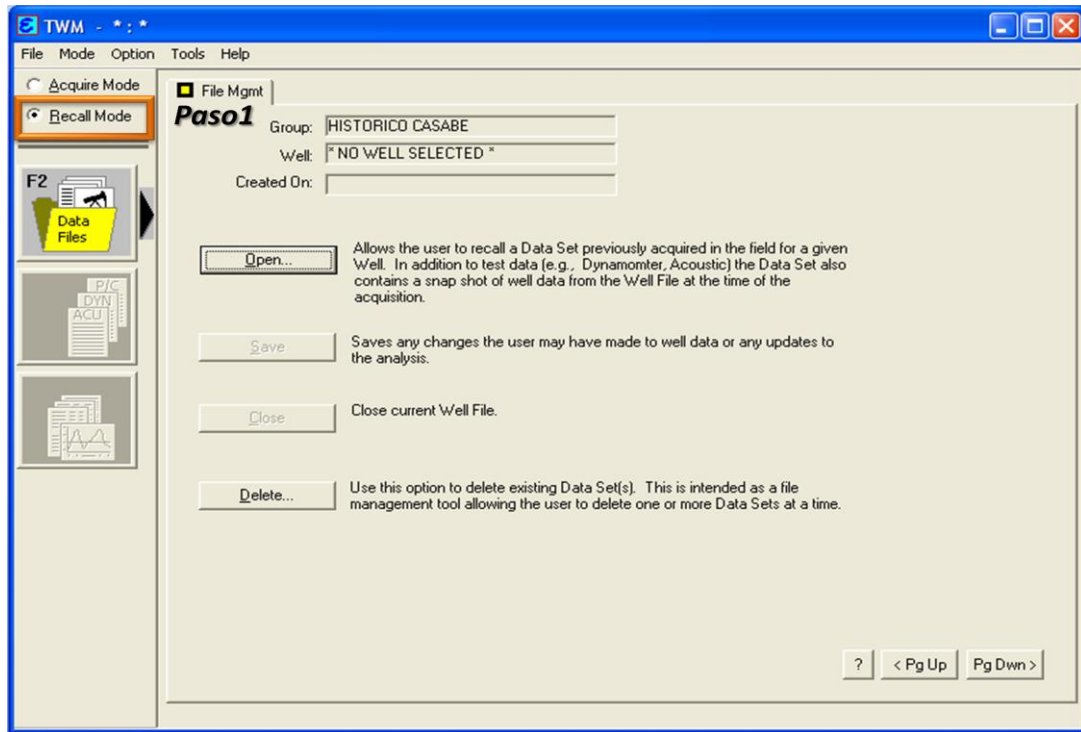 TWM - * : *
File Mode Option Tools Help
Acquire Mode
Recall Mode
File Mgmt
Paso1
Group: HISTORICO CASABE
Well: * NO WELL SELECTED *
Created On:
F2
Data
Files
Open...
Allows the user to recall a Data Set previously acquired in the field for a given
Well. In addition to test data (e.g., Dynamomter, Acoustic) the Data Set also
contains a snap shot of well data from the Well File at the time of the
acquisition.
P/C
DYN
ACU
Save
Saves any changes the user may have made to well data or any updates to
the analysis.
Close
Close current Well File.
Delete...
Use this option to delete existing Data Set(s). This is intended as a file
management tool allowing the user to delete one or more Data Sets at a time.
? < Pg Up Pg Dwn >